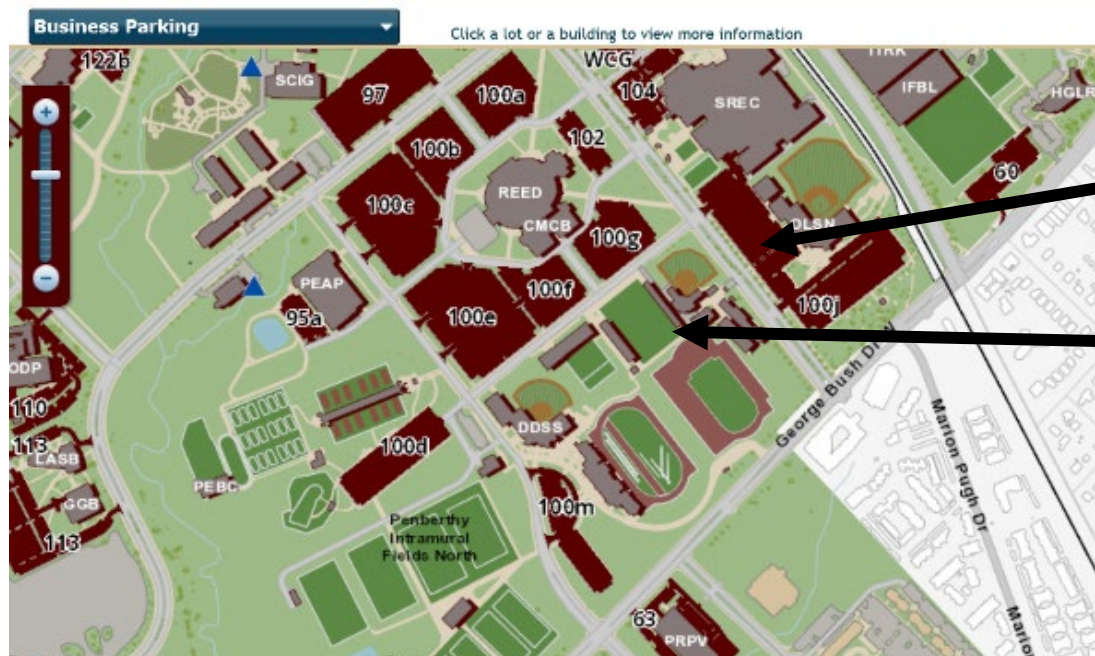 Business Parking
Click a lot or a building to view more information
122b
WCG
SCIG
97
100a
104
SREC
IFBL
HGLR
100b
102
60
REED
100c
CMCB
100g
OLSN
PEAP
100f
100j
95a
100e
George Bush Dr W
ODP
110
DDSS
Marion Pugh Dr
113
LASB
100d
PEBC
GGB
100m
Penberthy
Intramural
Fields North
113
63
PRPV